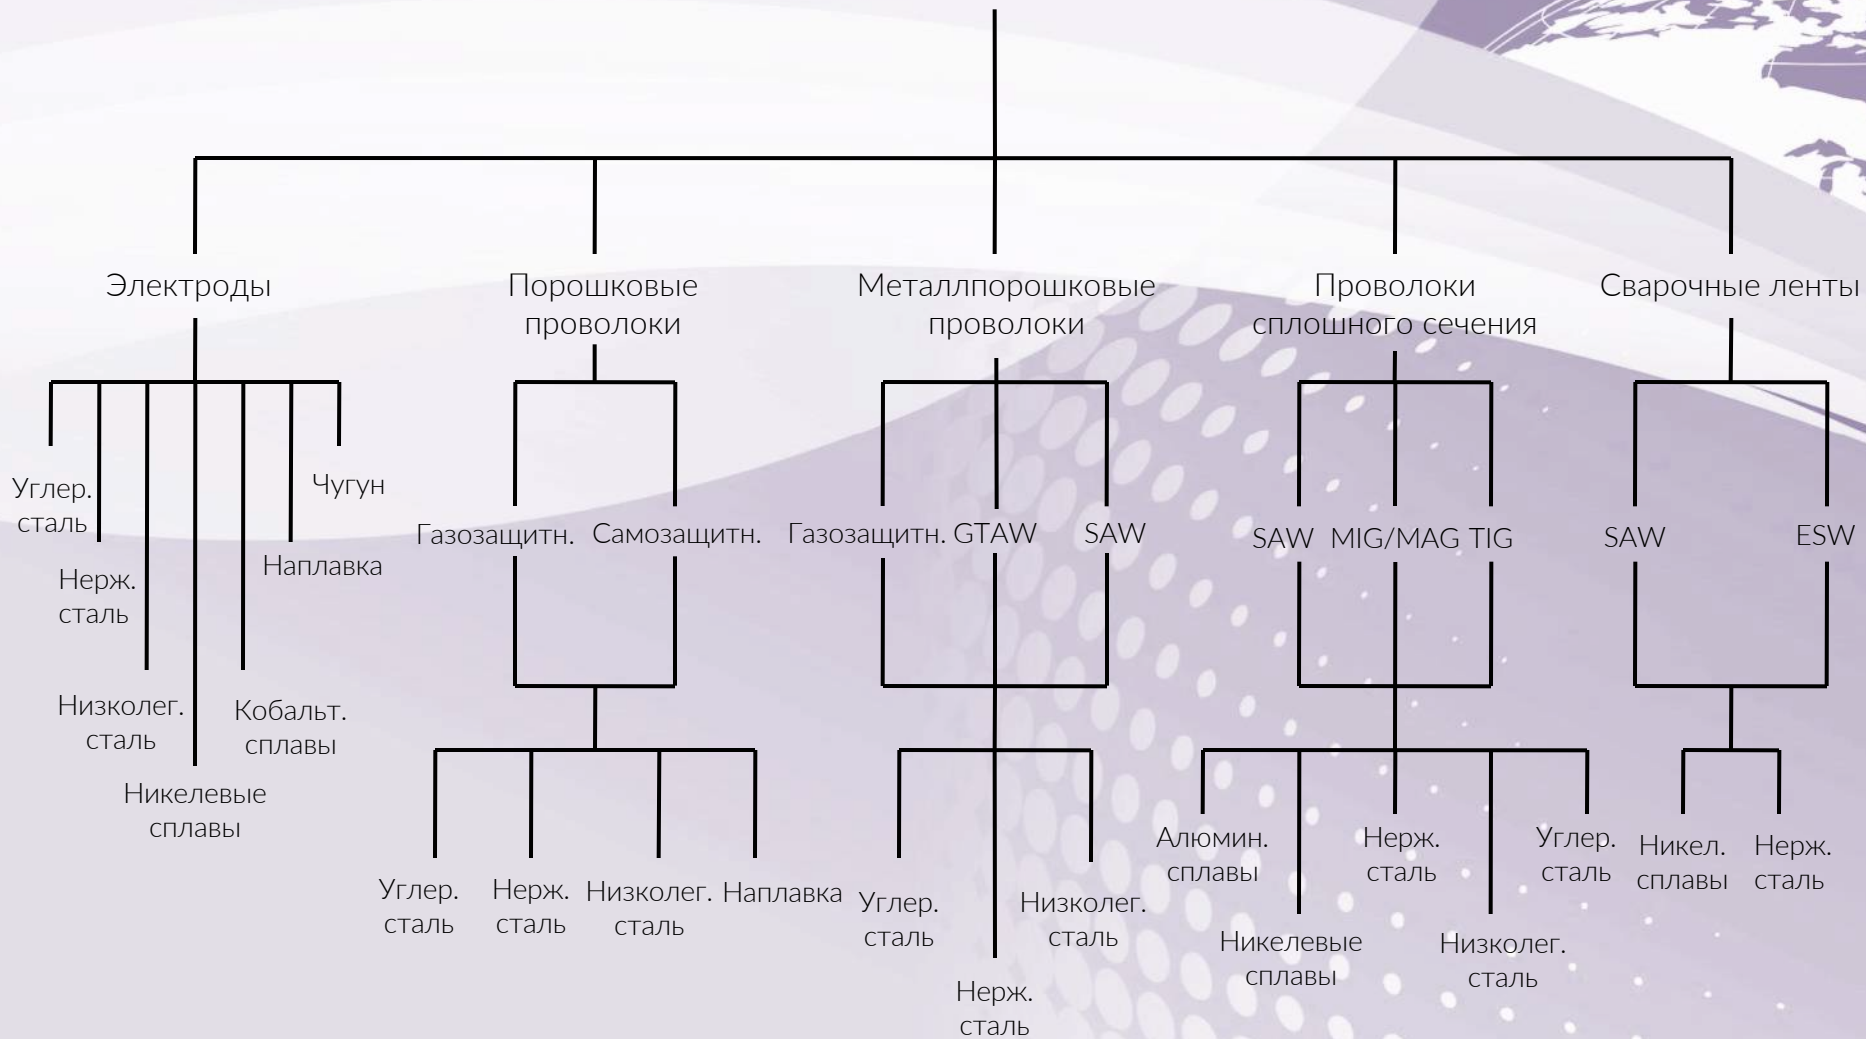 Электроды
Порошковые
проволоки
Металлпорошковые
проволоки
Проволоки
сплошного сечения
Сварочные ленты
Углер.
сталь
Нерж.
сталь
Низколег.
сталь
Никелевые
сплавы
Кобальт.
сплавы
Наплавка
Чугун
Газозащитн.
Самозащитн.
Углер.
сталь
Нерж.
сталь
Низколег.
сталь
Наплавка
Газозащитн.
GTAW
SAW
Углер.
сталь
Нерж.
сталь
Низколег.
сталь
SAW
MIG/MAG
TIG
Алюмин.
сплавы
Никелевые
сплавы
Нерж.
сталь
Низколег.
сталь
Углер.
сталь
SAW
ESW
Никел.
сплавы
Нерж.
сталь